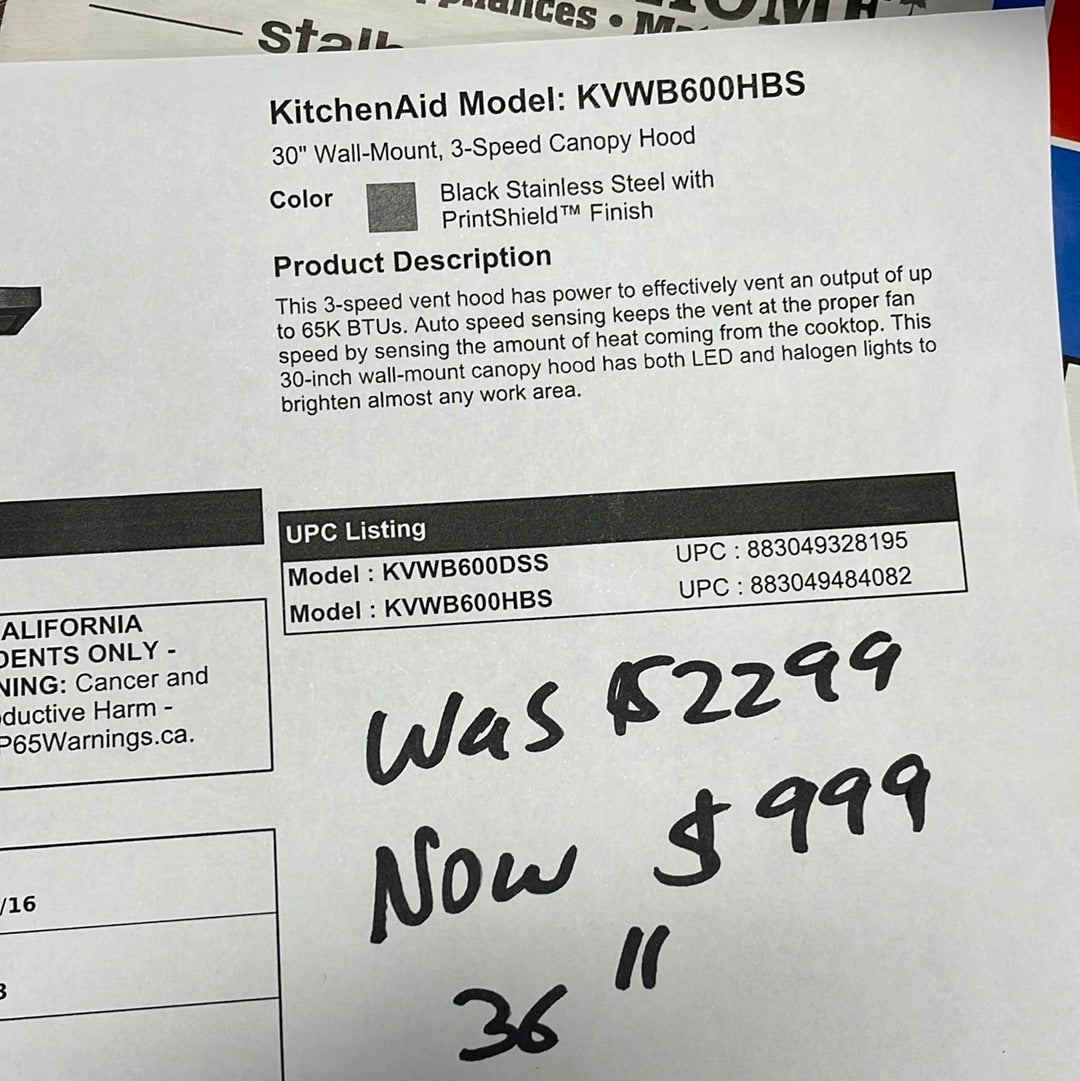 stall
KitchenAid Model: KVWB600HBS
30" Wall-Mount, 3-Speed Canopy Hood
Color
Black Stainless Steel with
PrintShield™ Finish
Product Description
This 3-speed vent hood has power to effectively vent an output of up
to 65K BTUs. Auto speed sensing keeps the vent at the proper fan
speed by sensing the amount of heat coming from the cooktop. This
30-inch wall-mount canopy hood has both LED and halogen lights to
brighten almost any work area.
UPC Listing
Model : KVWB600DSS UPC : 883049328195
Model : KVWB600HBS UPC : 883049484082
ALIFORNIA
DENTS ONLY -
NING: Cancer and
ductive Harm -
P65Warnings.ca.
/16
3
Was $2299
Now $999
36"